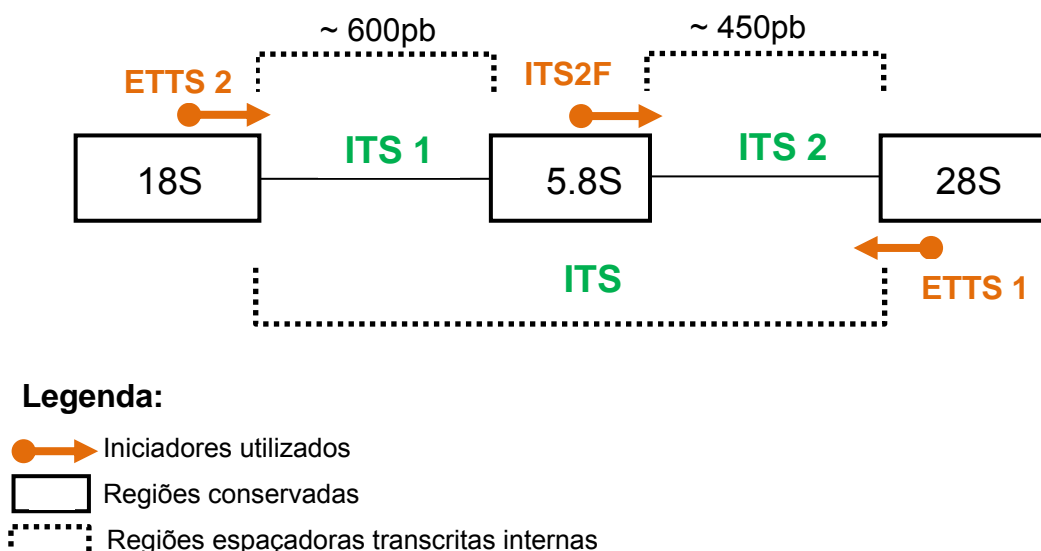 ~ 600pb
~ 450pb
ETTS 2
ITS2F
ITS 1
ITS 2
18S
5.8S
28S
ITS
ETTS 1
Legenda:
Iniciadores utilizados
Regiões conservadas
Regiões espaçadoras transcritas internas